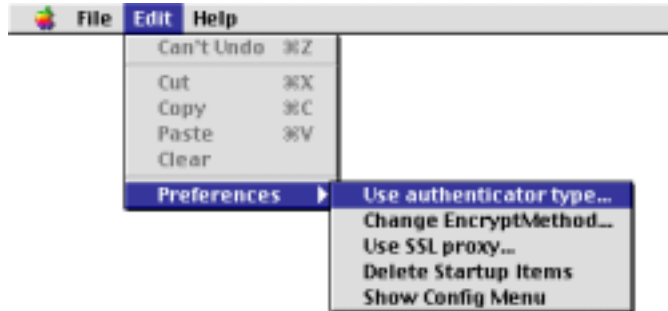 File Edit Help
Can't Undo ⌘Z
Cut ⌘X
Copy ⌘C
Paste ⌘V
Clear
Preferences
Use authenticator type...
Change EncryptMethod...
Use SSL proxy...
Delete Startup Items
Show Config Menu